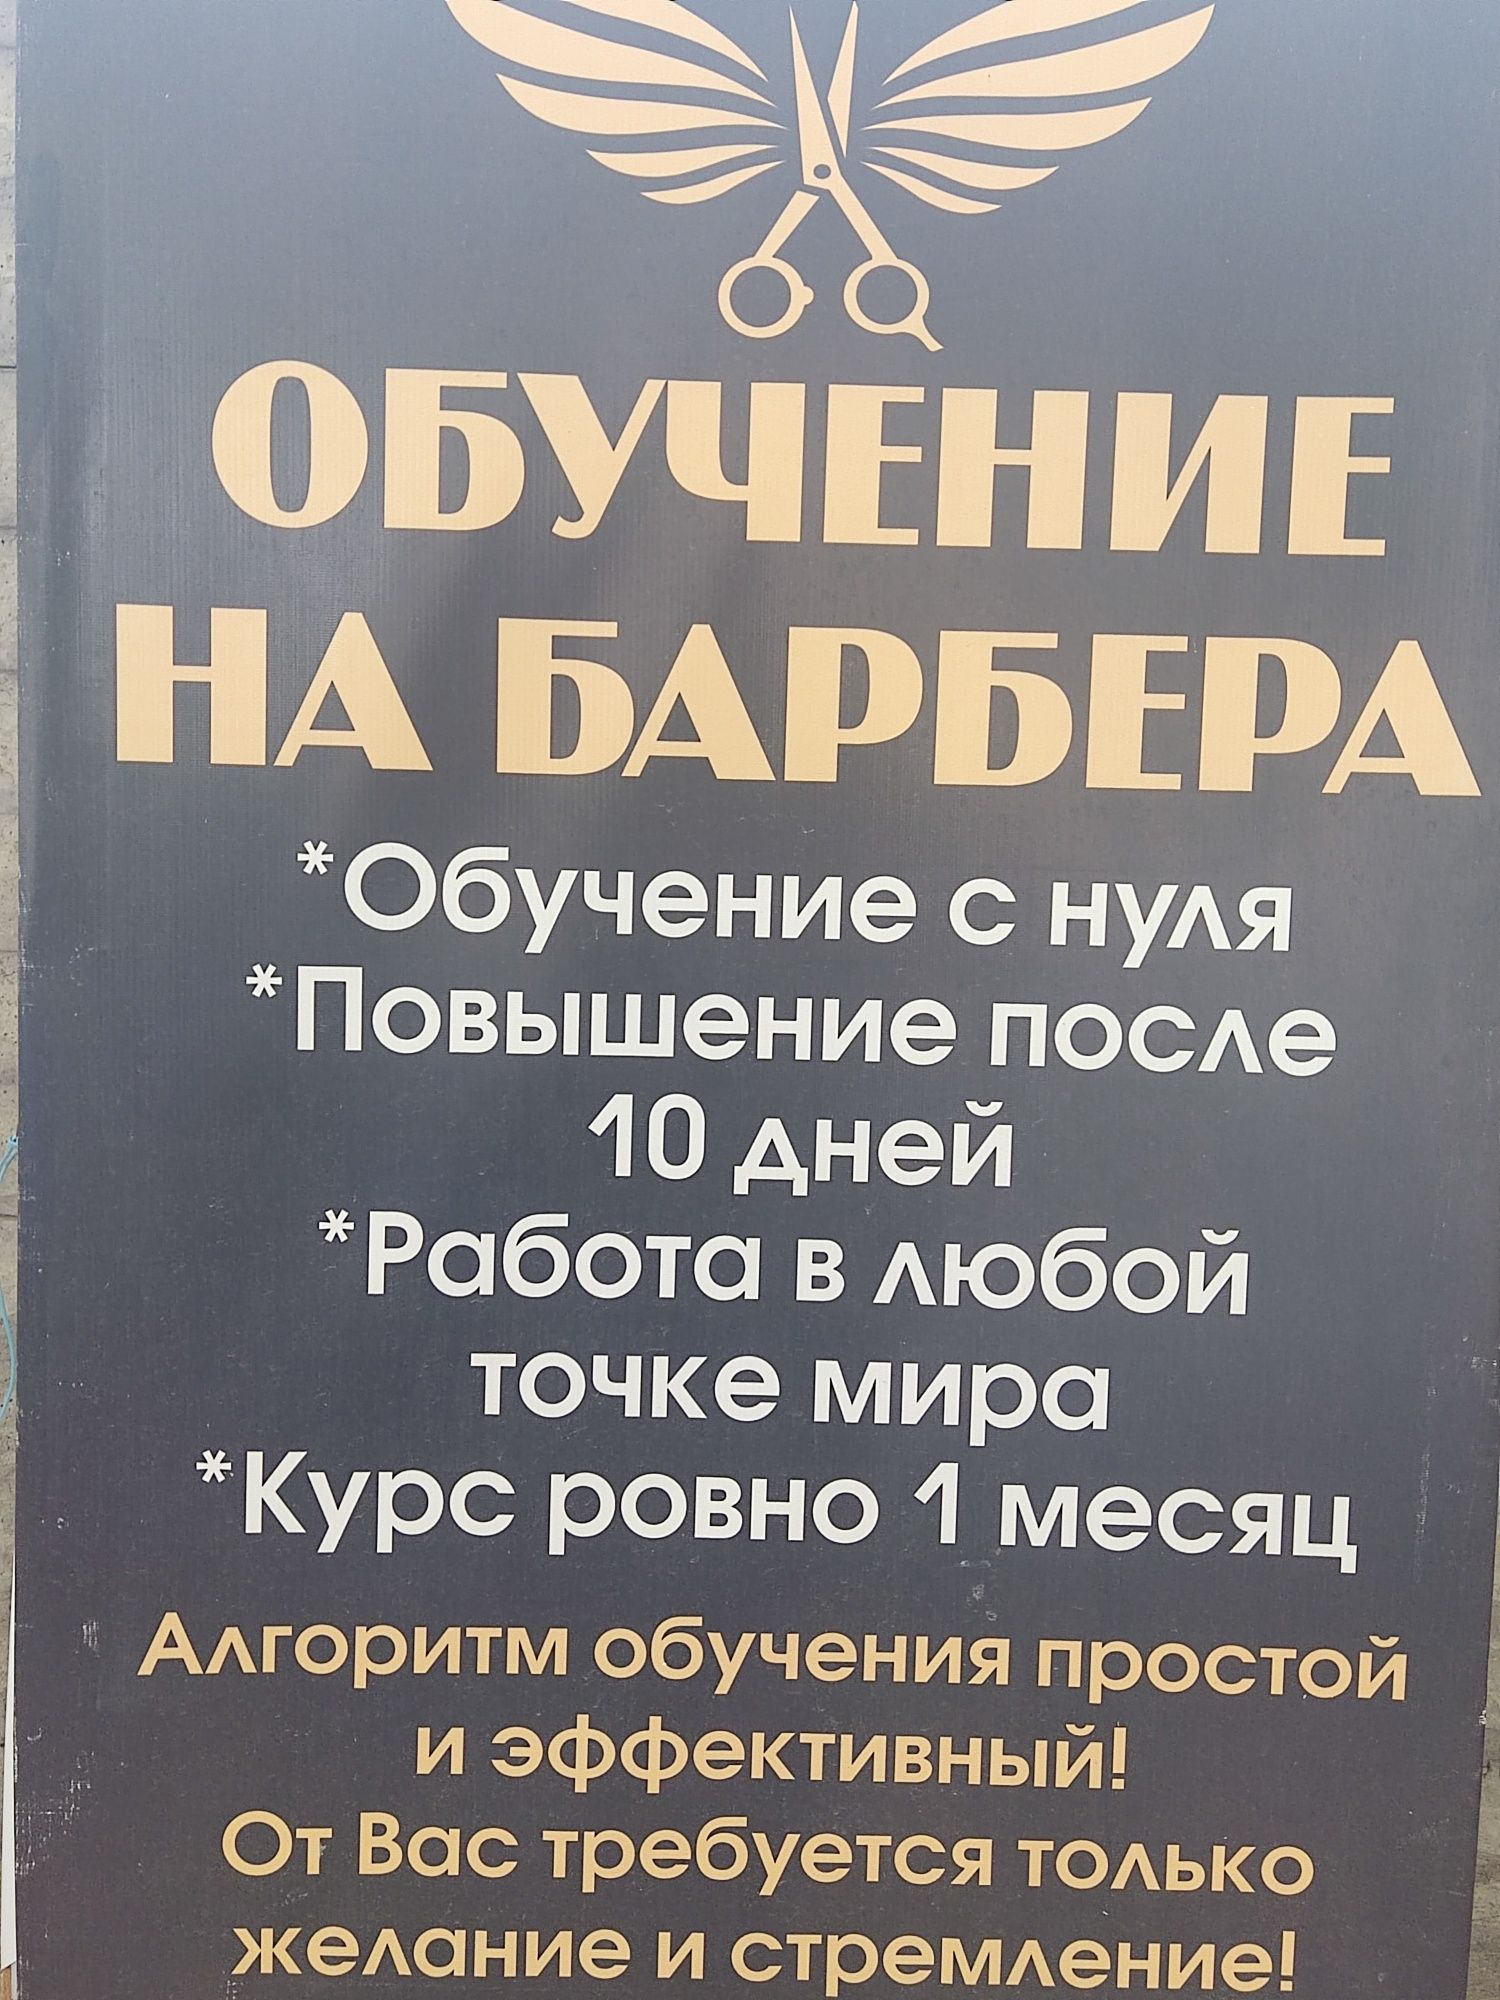 ОБУЧЕНИЕ
НА БАРБЕРА
*Обучение с нуля
*Повышение после
10 дней
*Работа в любой
точке мира
*Курс ровно 1 месяц
Алгоритм обучения простой
и эффективный!
От Вас требуется только
желание и стремление!